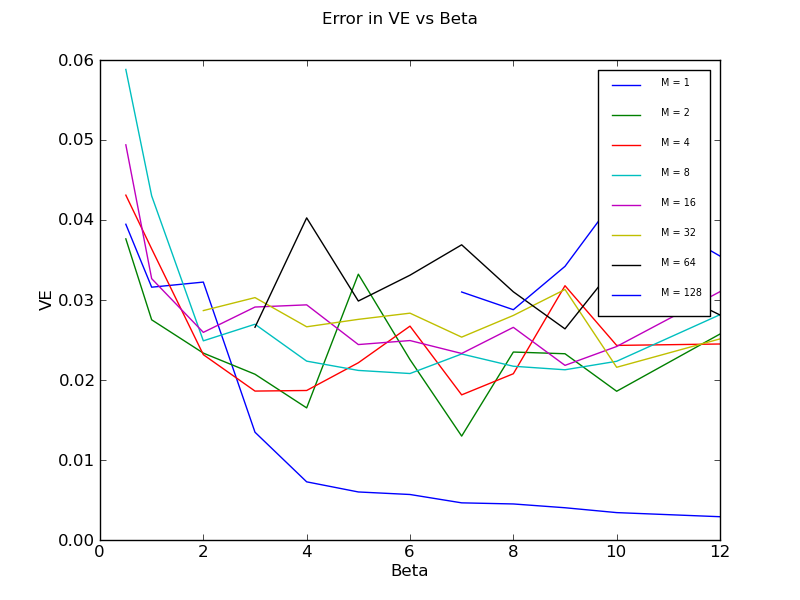 Error in VE vs Beta
0.06
0.05
0.04
0.03
0.02
0.01
0.00
VE
0
2
4
6
8
10
12
Beta
M = 1
M = 2
M = 4
M = 8
M = 16
M = 32
M = 64
M = 128